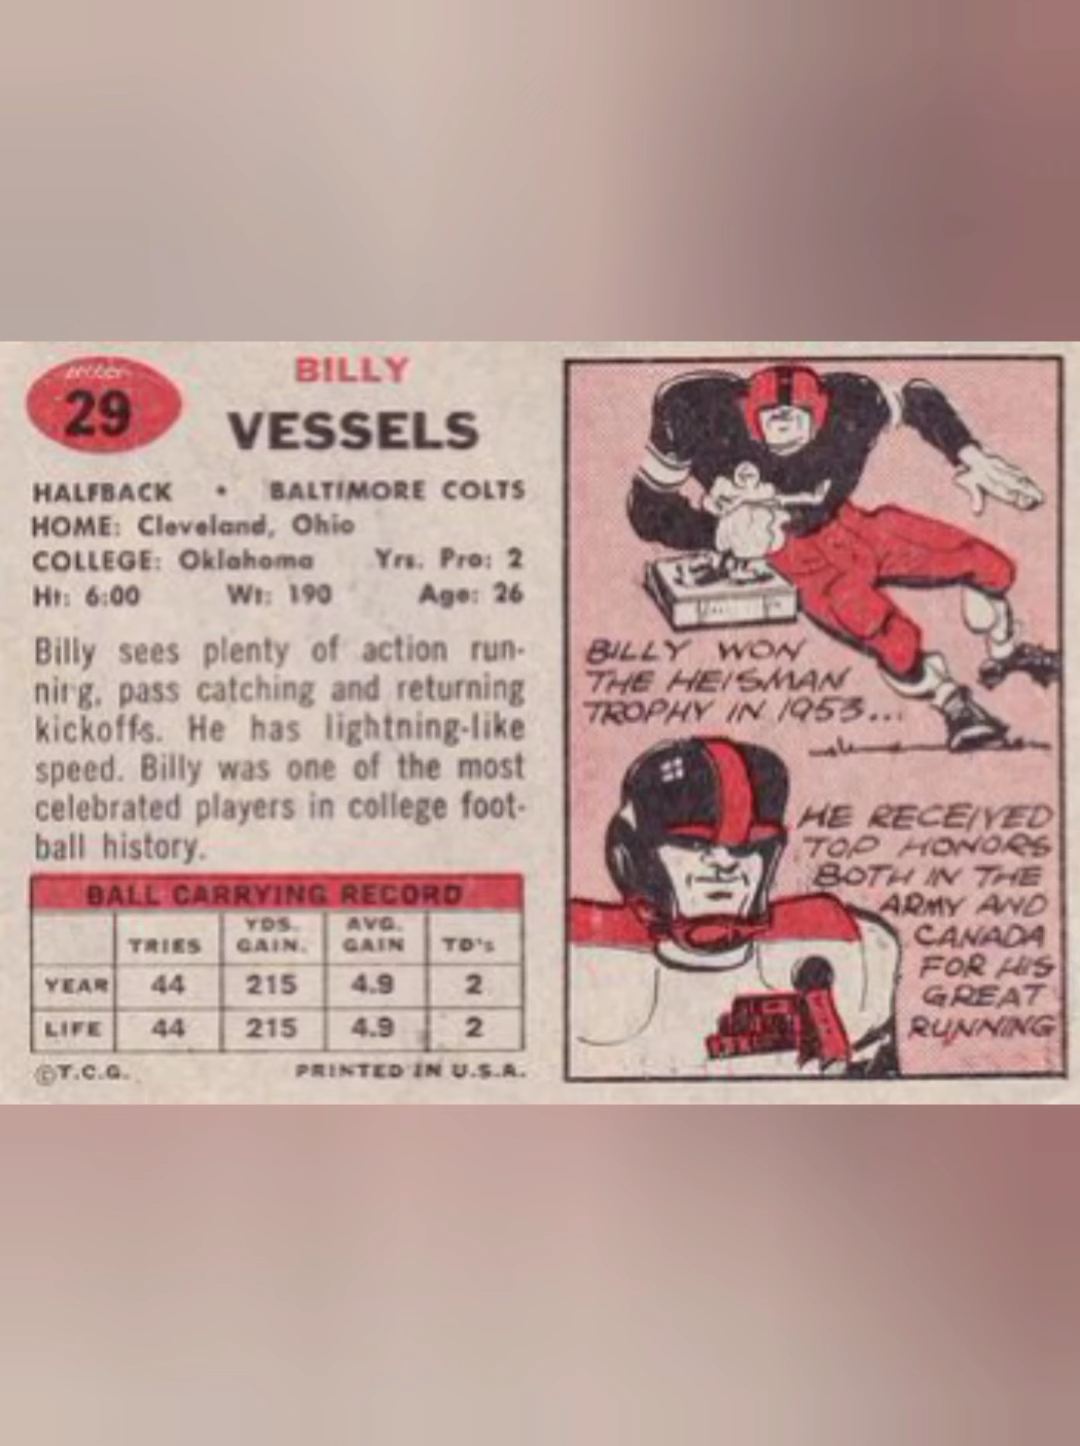 29
BILLY
VESSELS
HALFBACK • BALTIMORE COLTS
HOME: Cleveland, Ohio
COLLEGE: Oklahoma Yrs. Pro: 2
Ht: 6:00 Wt: 190 Age: 26
Billy sees plenty of action run-
nirg, pass catching and returning
kickoffs. He has lightning-like
speed. Billy was one of the most
celebrated players in college foot-
ball history.
BALL CARRYING RECORD
TRIES YDS. GAIN. AVG. GAIN TD's
YEAR 44 215 4.9 2
LIFE 44 215 4.9 2
©T.C.G. PRINTED IN U.S.A.
BILLY WON
THE HEISMAN
TROPHY IN 1953...
HE RECEIVED
TOP HONORS
BOTH IN THE
ARMY AND
CANADA
FOR HIS
GREAT
RUNNING